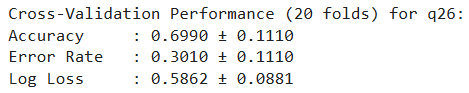 Cross-Validation Performance (20 folds) for q26:
Accuracy : 0.6990 ± 0.1110
Error Rate : 0.3010 ± 0.1110
Log Loss : 0.5862 ± 0.0881